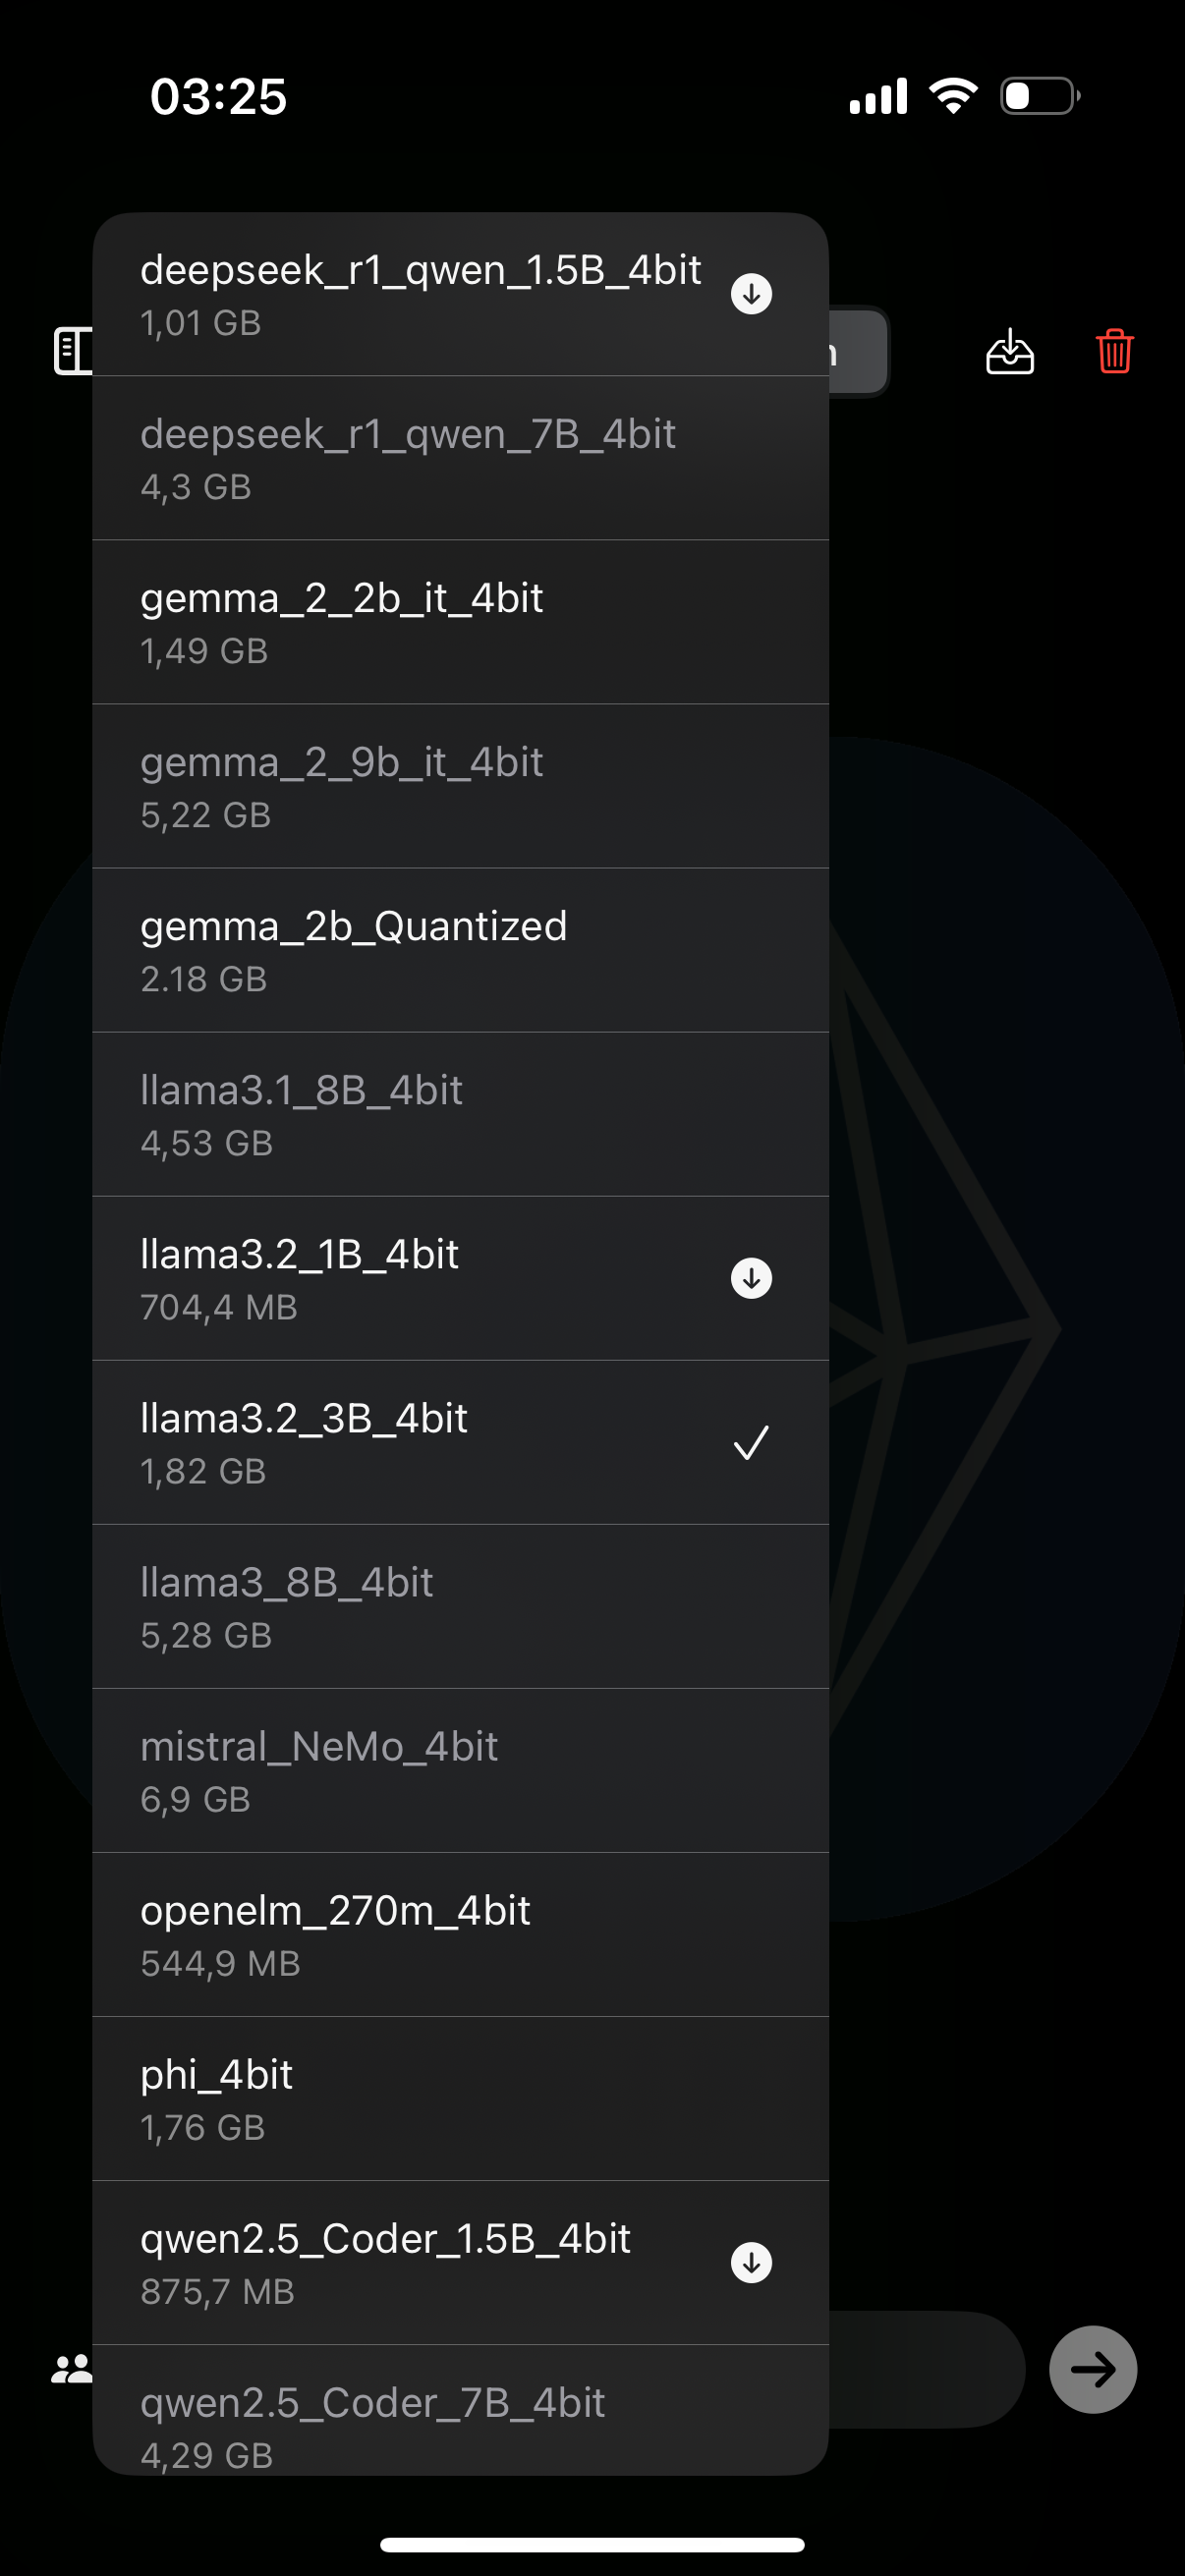 03:25
deepseek_r1_qwen_1.5B_4bit
1,01 GB
deepseek_r1_qwen_7B_4bit
4,3 GB
gemma_2_2b_it_4bit
1,49 GB
gemma_2_9b_it_4bit
5,22 GB
gemma_2b_Quantized
2.18 GB
llama3.1_8B_4bit
4,53 GB
llama3.2_1B_4bit
704,4 MB
llama3.2_3B_4bit
1,82 GB
llama3_8B_4bit
5,28 GB
mistral_NeMo_4bit
6,9 GB
openelm_270m_4bit
544,9 MB
phi_4bit
1,76 GB
qwen2.5_Coder_1.5B_4bit
875,7 MB
qwen2.5_Coder_7B_4bit
4,29 GB